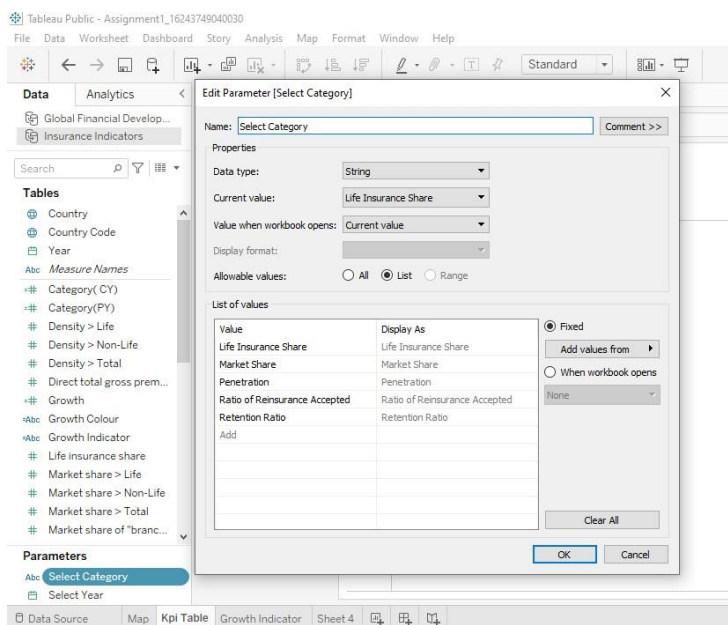 Tableau Public - Assignment1_16243749040030
File Data Worksheet Dashboard Story Analysis Map Format Window Help
Standard
Data Analytics
Global Financial Develop...
Insurance Indicators
Search
Tables
Country
Country Code
Year
Abc Measure Names
=# Category( CY)
=# Category(PY)
# Density > Life
# Density > Non-Life
# Density > Total
# Direct total gross prem...
=# Growth
=Abc Growth Colour
=Abc Growth Indicator
# Life insurance share
# Market share > Life
# Market share > Non-Life
# Market share > Total
# Market share of "branc...
Parameters
Abc Select Category
Select Year
Edit Parameter [Select Category]
Name: Select Category Comment >>
Properties
Data type: String
Current value: Life Insurance Share
Value when workbook opens: Current value
Display format:
Allowable values: All List Range
List of values
Value Display As
Life Insurance Share Life Insurance Share
Market Share Market Share
Penetration Penetration
Ratio of Reinsurance Accepted Ratio of Reinsurance Accepted
Retention Ratio Retention Ratio
Add
Fixed
Add values from
When workbook opens
None
Clear All
OK Cancel
Data Source Map Kpi Table Growth Indicator Sheet 4